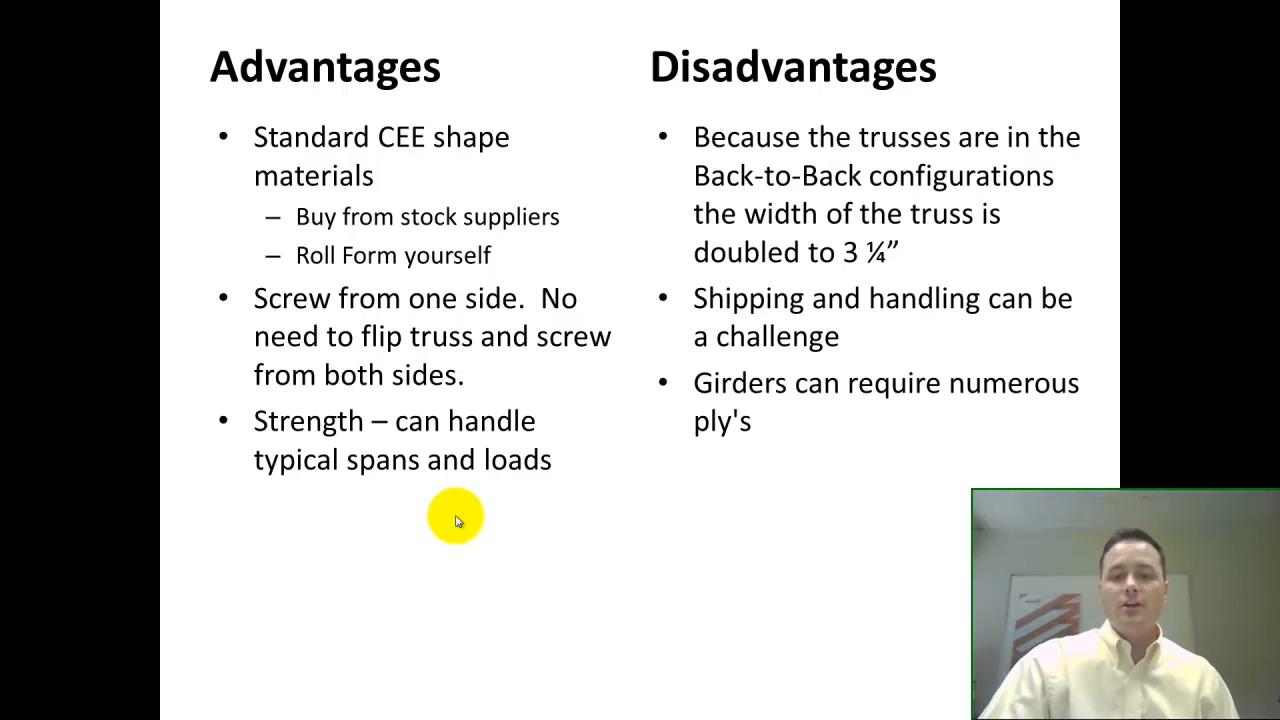 Advantages
• Standard CEE shape
materials
– Buy from stock suppliers
– Roll Form yourself
• Screw from one side.  No
need to flip truss and screw
from both sides.
• Strength – can handle
typical spans and loads
Disadvantages
• Because the trusses are in the
Back-to-Back configurations
the width of the truss is
doubled to 3 ¼”
• Shipping and handling can be
a challenge
• Girders can require numerous
ply's